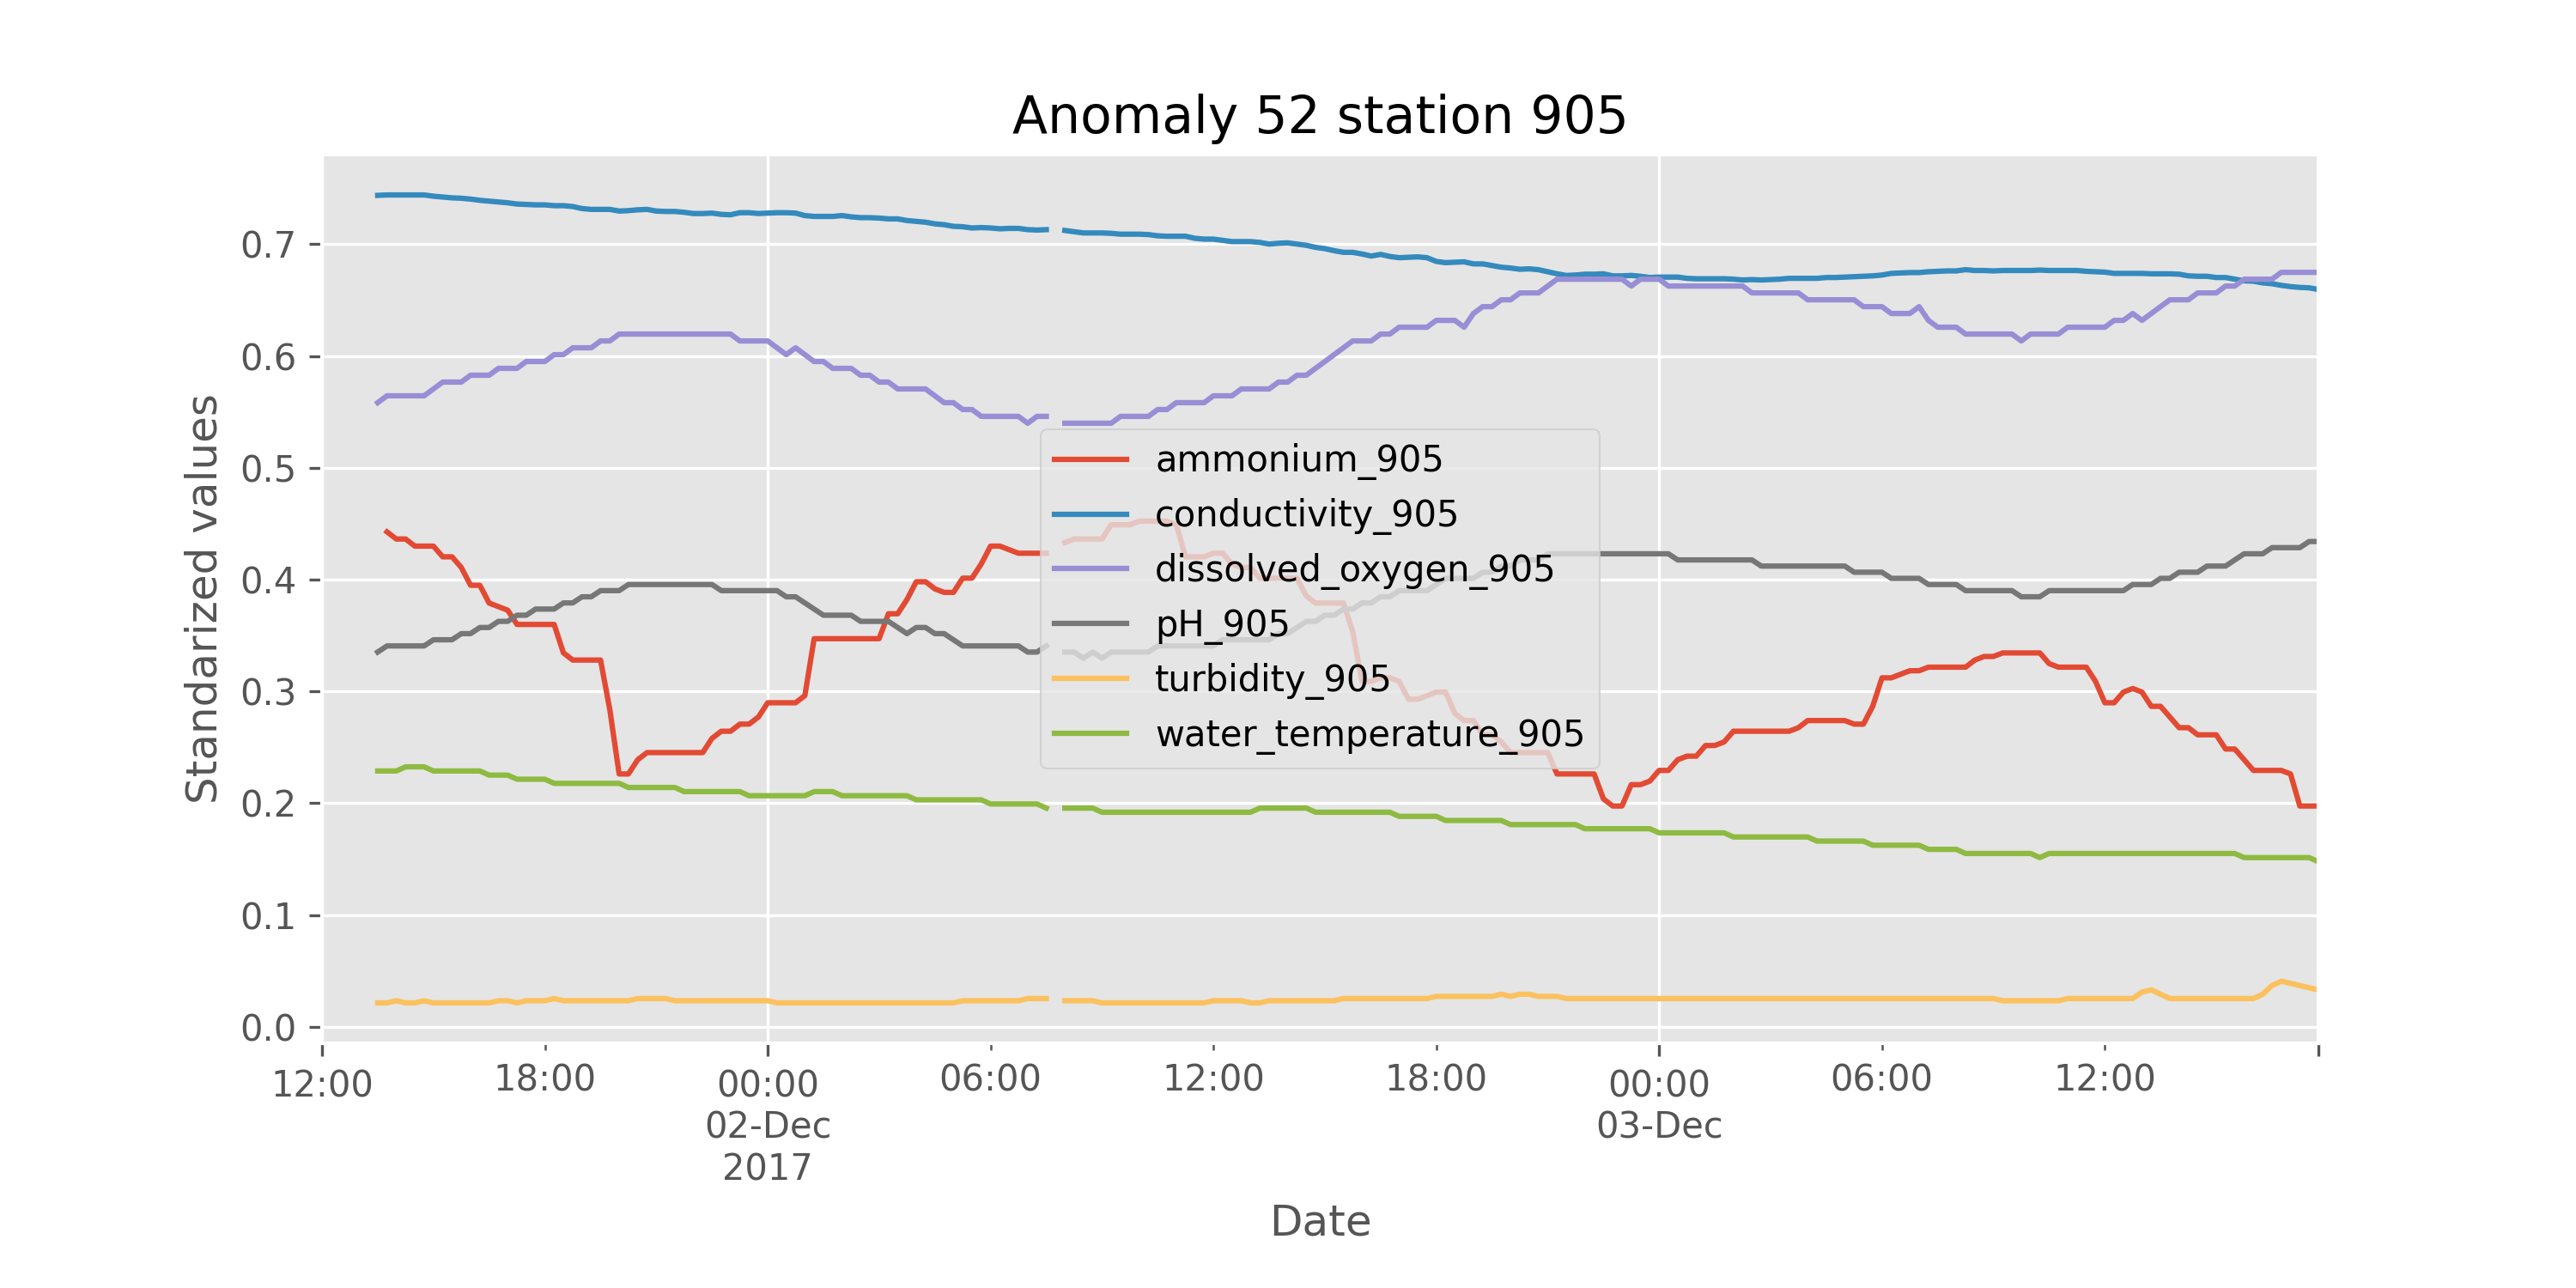 Anomaly 52 station 905
Standarized values
0.7
0.6
0.5
0.4
0.3
0.2
0.1
0.0
ammonium_905
conductivity_905
dissolved_oxygen_905
pH_905
turbidity_905
water_temperature_905
12:00 18:00 00:00 06:00 12:00 18:00 00:00 06:00 12:00
02-Dec 03-Dec
2017
Date